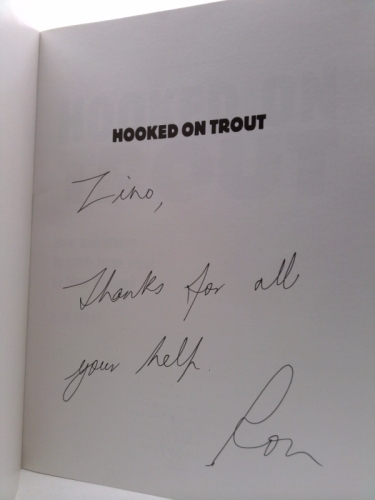 HOOKED ON TROUT
Zino,
Thanks for all
your help.
Ron